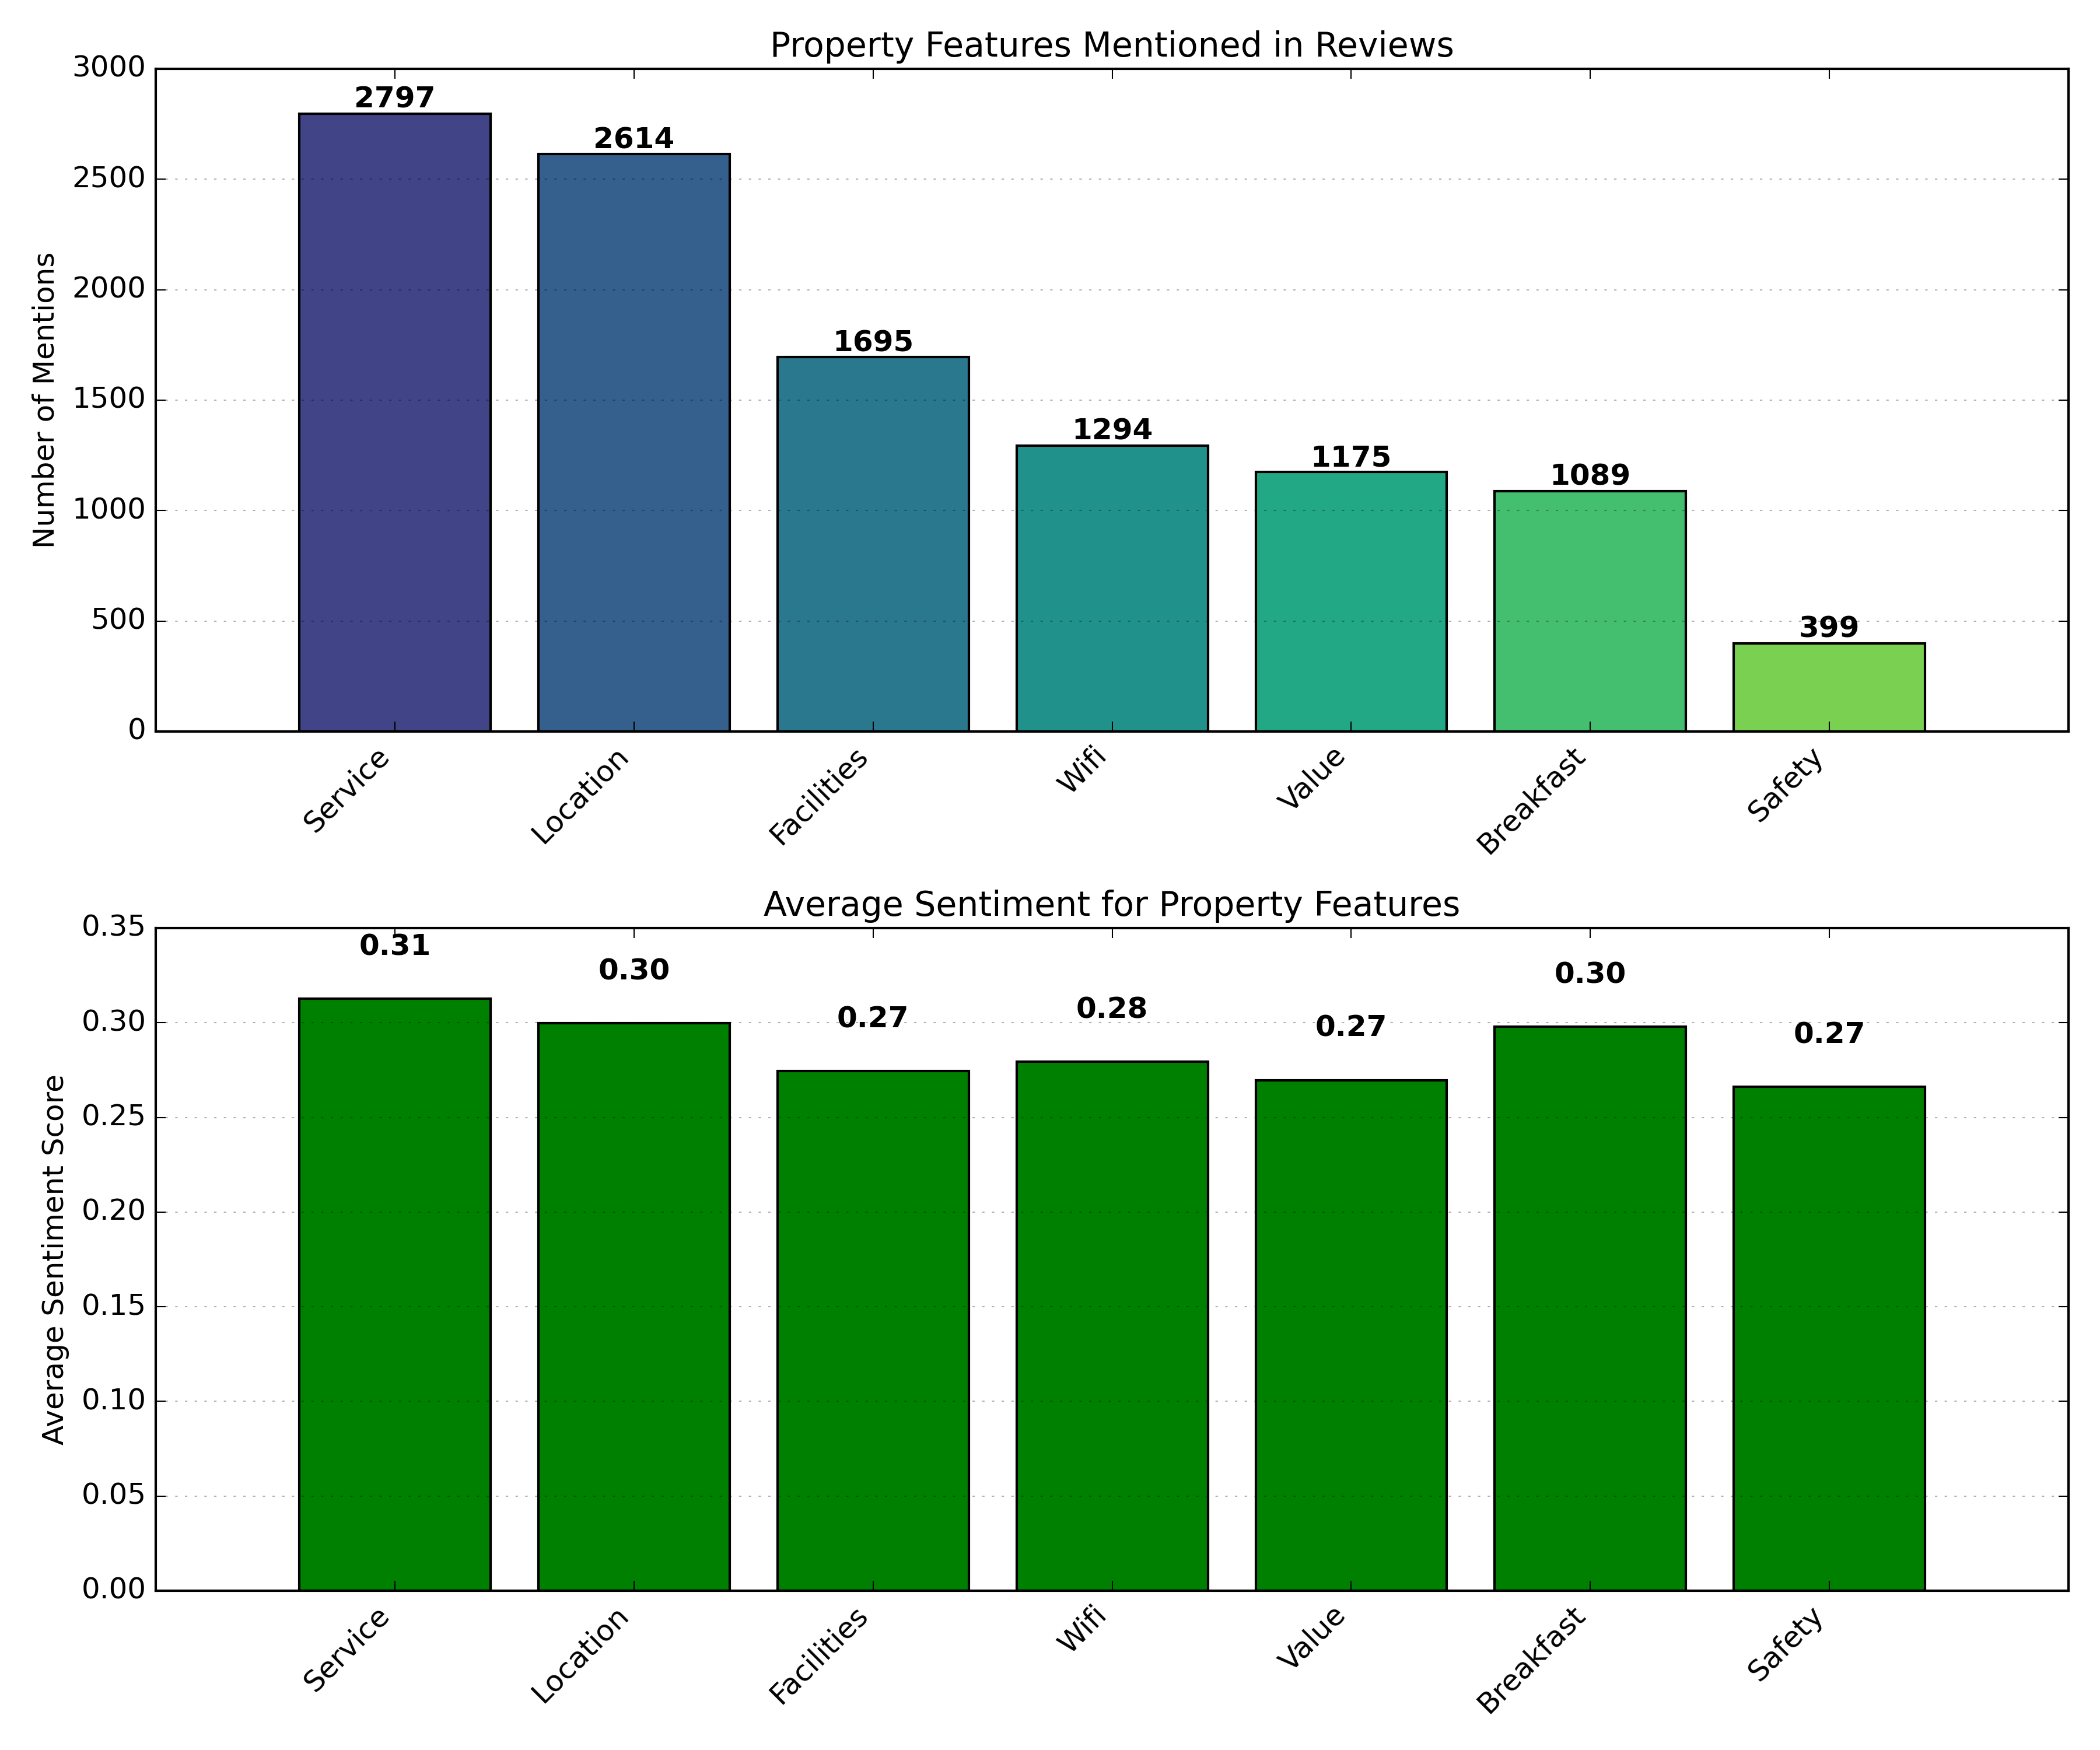 Property Features Mentioned in Reviews
Number of Mentions
3000
2500
2000
1500
1000
500
0
2797
2614
1695
1294
1175
1089
399
Service
Location
Facilities
Wifi
Value
Breakfast
Safety
Average Sentiment for Property Features
Average Sentiment Score
0.35
0.30
0.25
0.20
0.15
0.10
0.05
0.00
0.31
0.30
0.27
0.28
0.27
0.30
0.27
Service
Location
Facilities
Wifi
Value
Breakfast
Safety